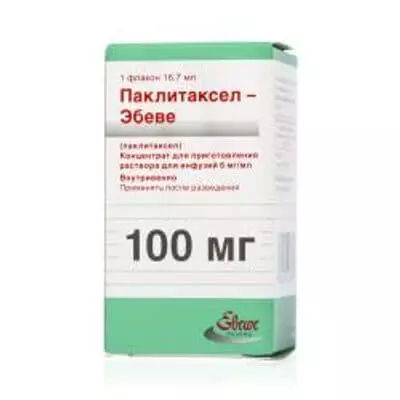 1 флакон 16,7 мл
Паклитаксел –
Эбеве
(паклитаксел)
Концентрат для приготовления
раствора для инфузий 6 мг/мл
Внутривенно
Применять после разведения
100 мг
Ebewe
PHARMA